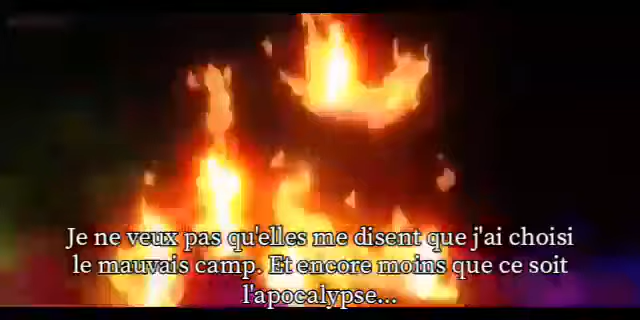 Je ne veux pas qu'elles me disent que j'ai choisi
le mauvais camp. Et encore moins que ce soit
l'apocalypse...